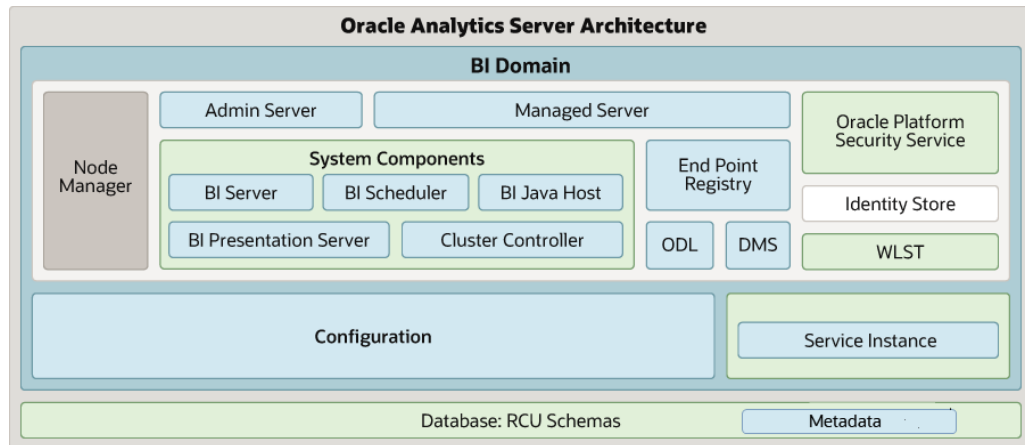 Oracle Analytics Server Architecture
BI Domain
Node
Manager
Admin Server
Managed Server
Oracle Platform
Security Service
System Components
BI Server
BI Scheduler
BI Java Host
BI Presentation Server
Cluster Controller
End Point
Registry
ODL
DMS
Identity Store
WLST
Configuration
Service Instance
Database: RCU Schemas
Metadata